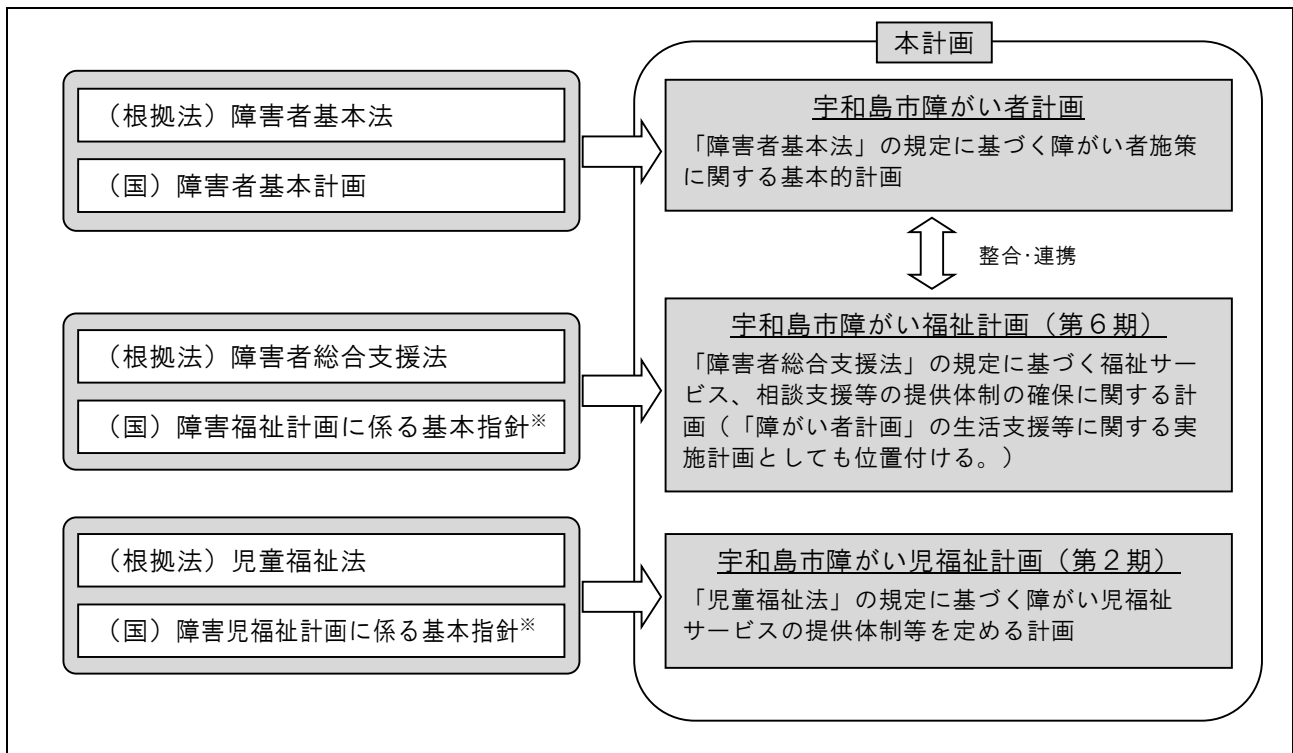 本計画
（根拠法）障害者基本法
（国）障害者基本計画
宇和島市障がい者計画
「障害者基本法」の規定に基づく障がい者施策
に関する基本的計画
整合･連携
（根拠法）障害者総合支援法
（国）障害福祉計画に係る基本指針※
宇和島市障がい福祉計画（第６期）
「障害者総合支援法」の規定に基づく福祉サー
ビス、相談支援等の提供体制の確保に関する計
画（「障がい者計画」の生活支援等に関する実
施計画としても位置付ける。）
（根拠法）児童福祉法
（国）障害児福祉計画に係る基本指針※
宇和島市障がい児福祉計画（第２期）
「児童福祉法」の規定に基づく障がい児福祉
サービスの提供体制等を定める計画